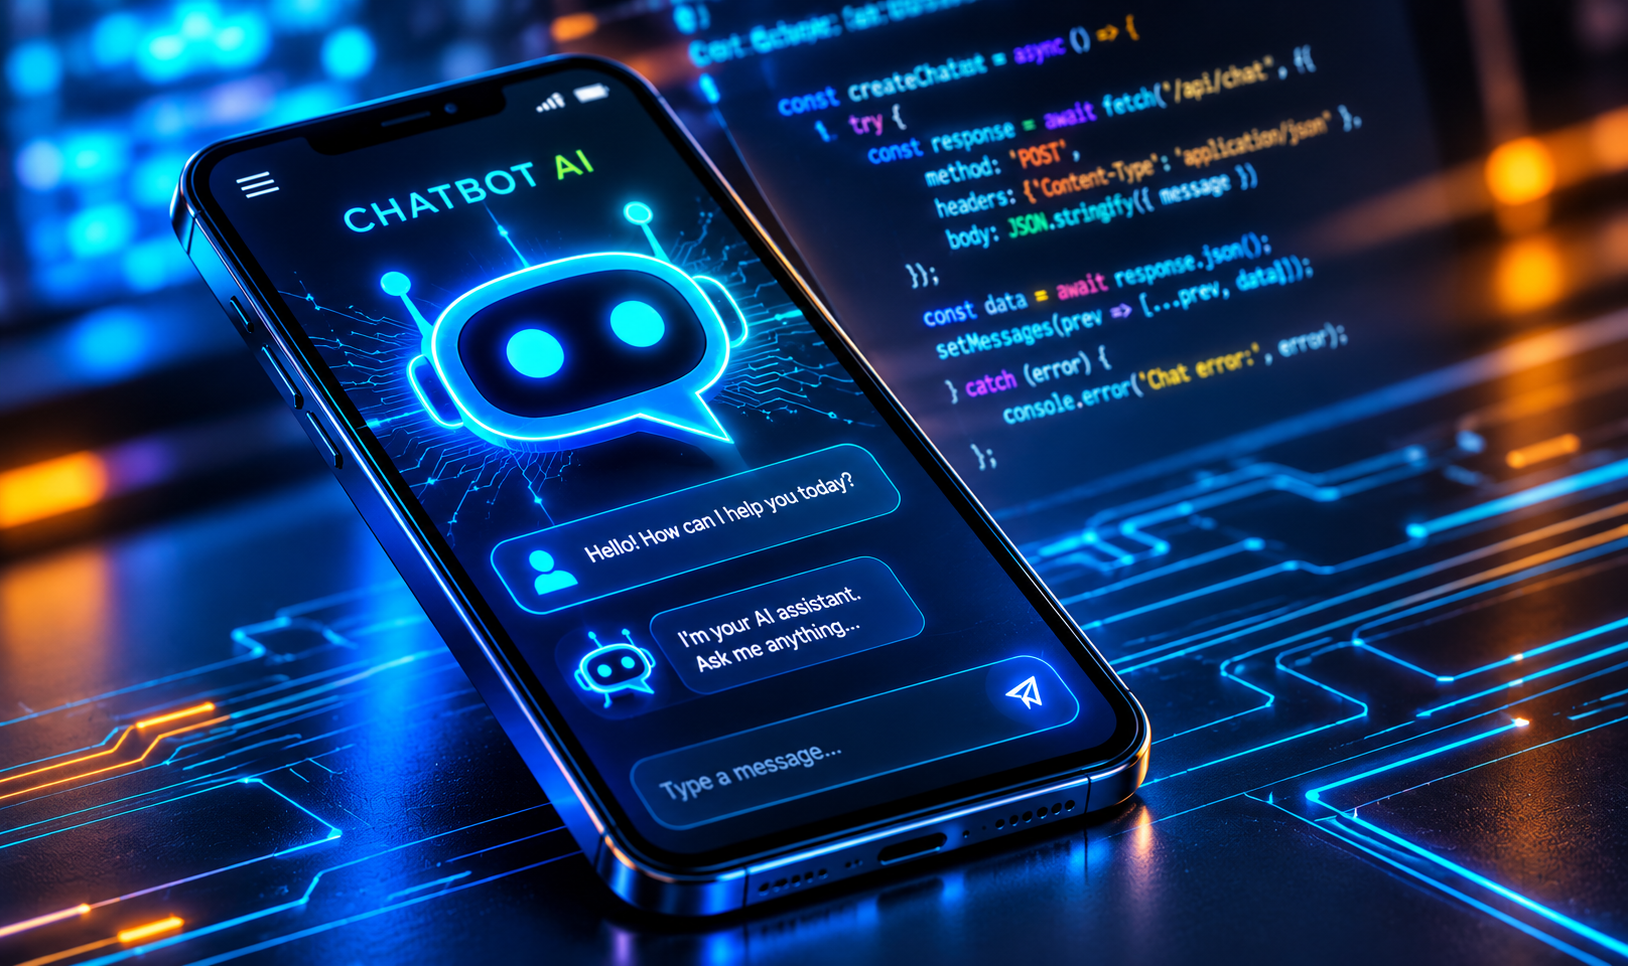 CHATBOT AI
Hello! How can I help you today?
I'm your AI assistant.
Ask me anything...
Type a message...
const = async () => {
try {
const response = await fetch("/api/chat", f{
method: 'POST',
headers: {'Content-Type': 'application/json" },
body: JSON.stringify({ message })
});
const data = await response.json();
setMessages(prev => [...prev, data]);
} catch (error) {
console.error('Chat error:', error);
};